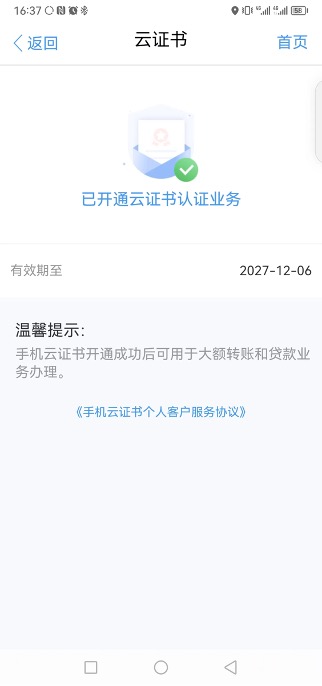 16:37
返回
云证书
首页
已开通云证书认证业务
有效期至
2027-12-06
温馨提示：
手机云证书开通成功后可用于大额转账和贷款业
务办理。
《手机云证书个人客户服务协议》